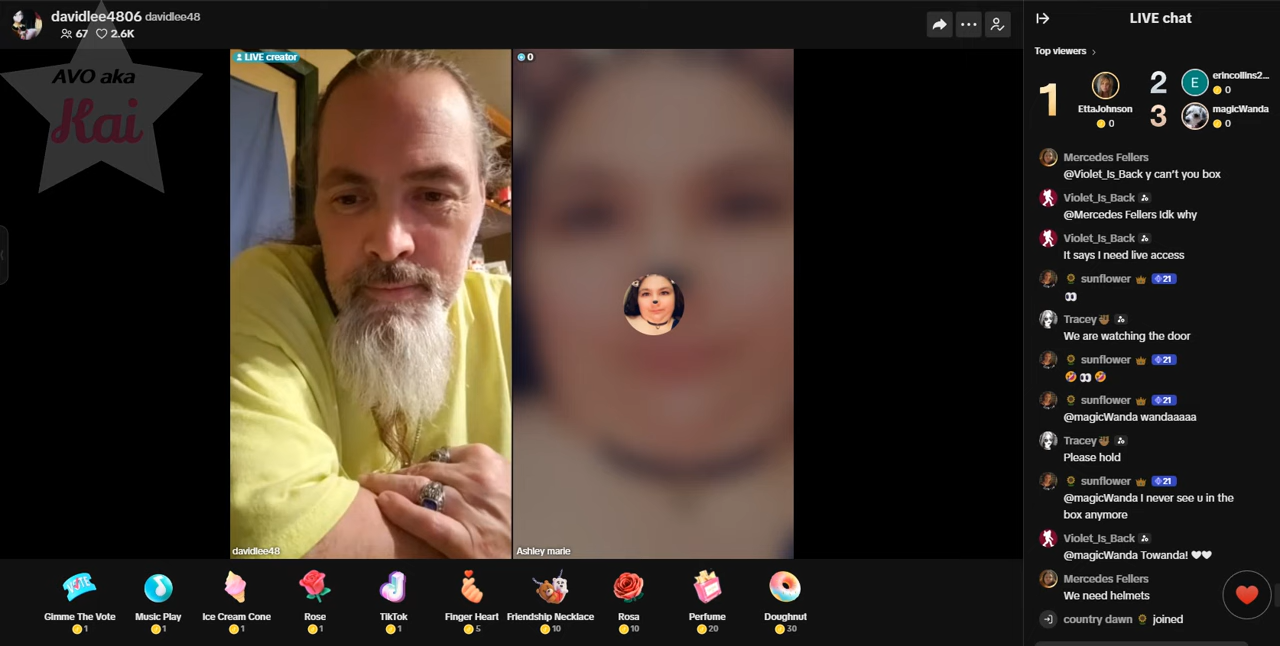 davidlee4806 davidlee48
67 2.6K
AVO aka
Kai
LIVE creator
0
davidlee48
Ashley marie
Gimme The Vote
1
Music Play
1
Ice Cream Cone
1
Rose
1
TikTok
1
Finger Heart
5
Friendship Necklace
10
Rosa
10
Perfume
20
Doughnut
30
LIVE chat
Top viewers
1
EttaJohnson
0
2
E
erincollins2...
0
3
magicWanda
0
Mercedes Fellers
@Violet_Is_Back y can't you box
Violet_Is_Back
@Mercedes Fellers Idk why
Violet_Is_Back
It says I need live access
sunflower 21
👀
Tracey
We are watching the door
sunflower 21
🤣 👀 🤣
sunflower 21
@magicWanda wandaaaaa
Tracey
Please hold
sunflower 21
@magicWanda I never see u in the
box anymore
Violet_Is_Back
@magicWanda Towanda! 🤍🤍
Mercedes Fellers
We need helmets
country dawn joined